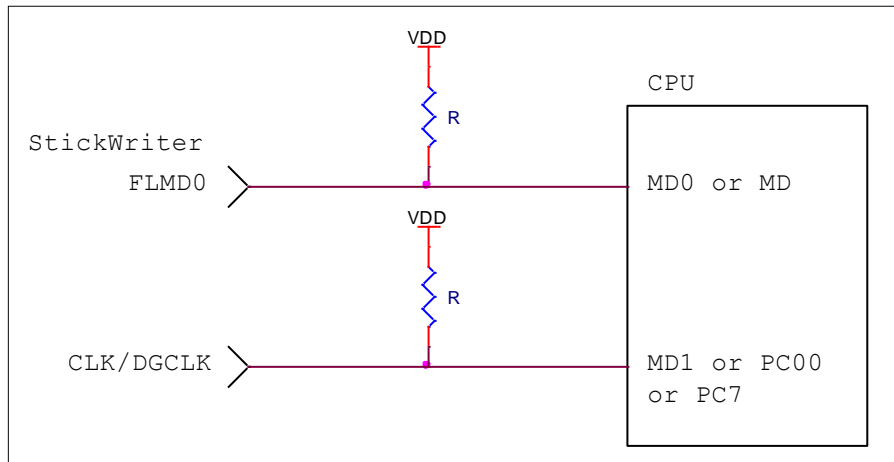 VDD
CPU
R
StickWriter
FLMD0
MD0 or MD
VDD
R
CLK/DGCLK
MD1 or PC00
or PC7